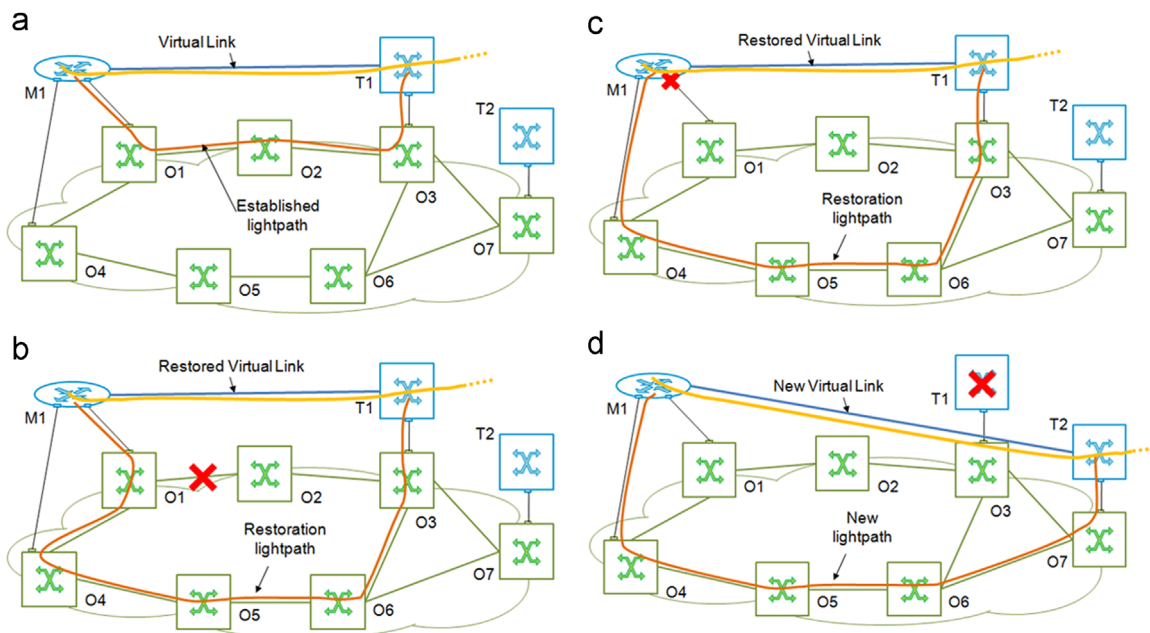 a
Virtual Link
M1
T1
T2
O1
O2
O3
Established
lightpath
O7
O4
O5
O6
b
Restored Virtual Link
M1
T1
T2
O1
O2
O3
Restoration
lightpath
O7
O4
O5
O6
c
Restored Virtual Link
M1
T1
T2
O1
O2
O3
Restoration
lightpath
O7
O4
O5
O6
d
New Virtual Link
M1
T1
T2
O1
O2
O3
New
lightpath
O7
O4
O5
O6